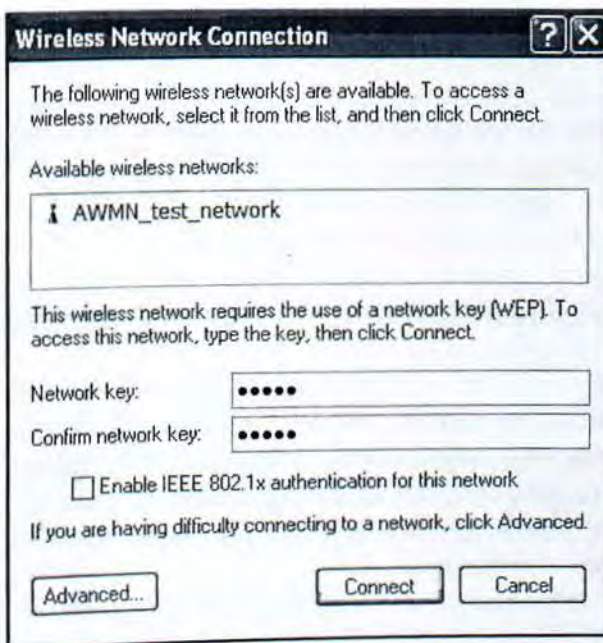 Wireless Network Connection
The following wireless network(s) are available. To access a
wireless network, select it from the list, and then click Connect.
Available wireless networks:
AWMN_test_network
This wireless network requires the use of a network key (WEP). To
access this network, type the key, then click Connect.
Network key: •••••
Confirm network key: •••••
Enable IEEE 802.1x authentication for this network
If you are having difficulty connecting to a network, click Advanced.
Advanced... Connect Cancel